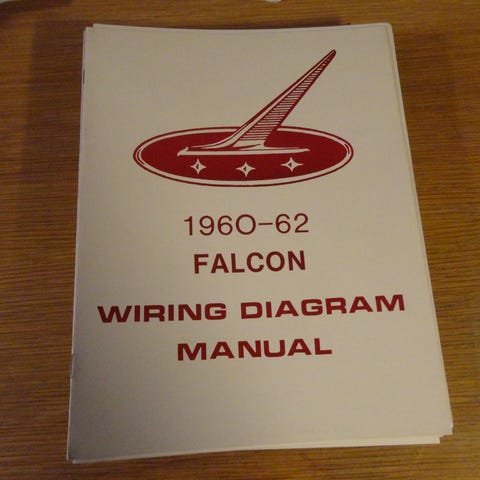 1960-62
FALCON
WIRING DIAGRAM
MANUAL